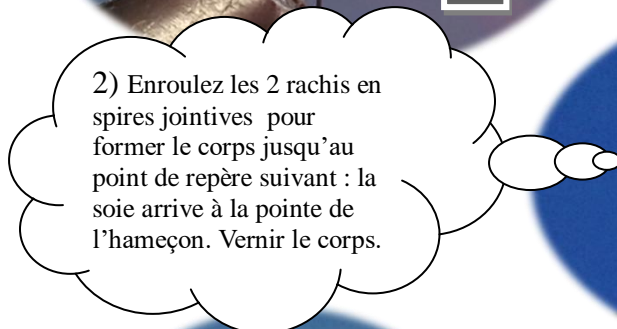 2) Enroulez les 2 rachis en
spires jointives pour
former le corps jusqu’au
point de repère suivant : la
soie arrive à la pointe de
l’hameçon. Vernir le corps.